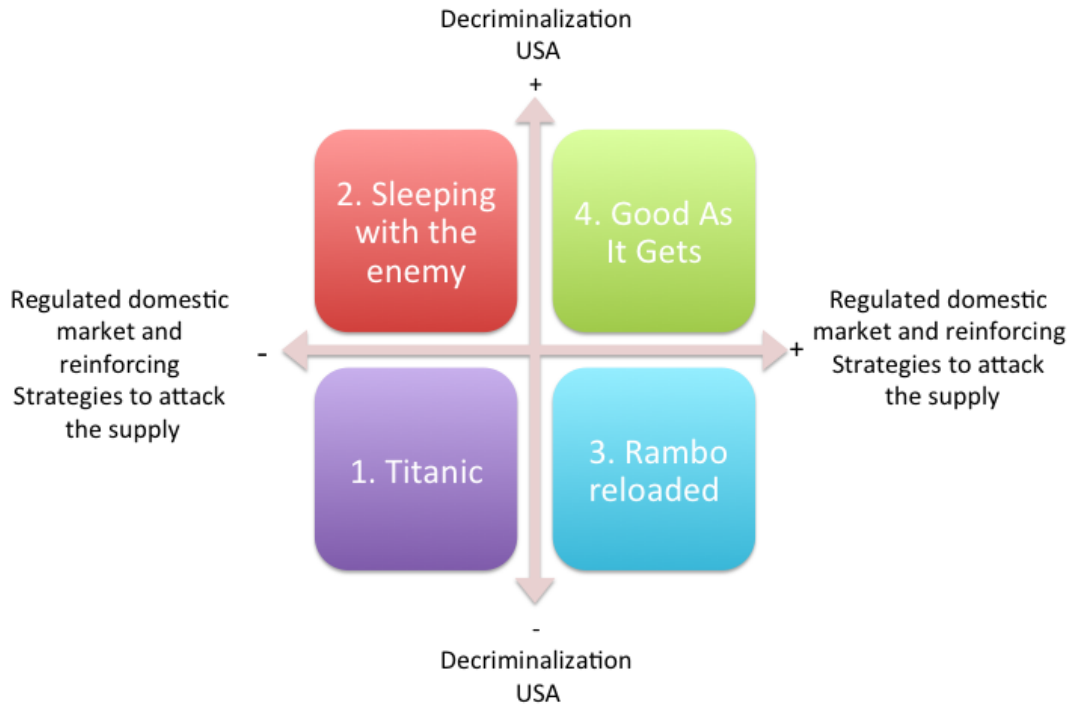 Decriminalization
USA
+
2. Sleeping
with the
enemy
4. Good As
It Gets
Regulated domestic
market and
reinforcing
Strategies to attack
the supply
-
+
Regulated domestic
market and reinforcing
Strategies to attack
the supply
1. Titanic
3. Rambo
reloaded
-
Decriminalization
USA